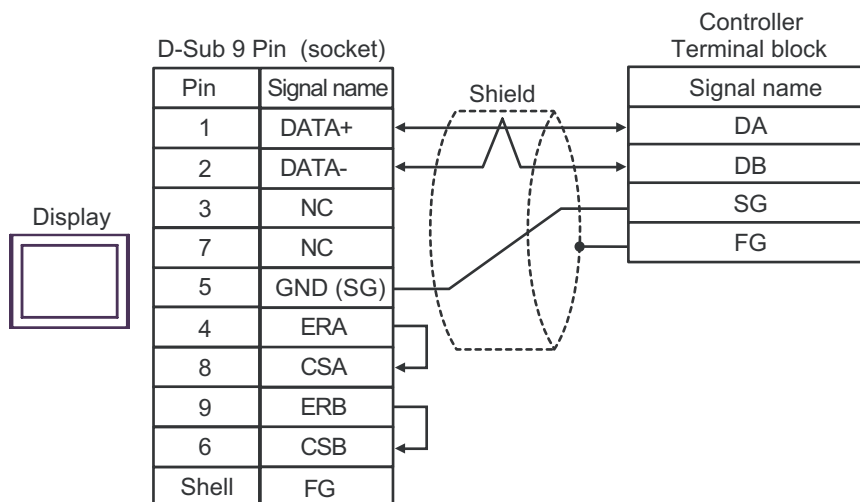 Controller
Terminal block
D-Sub 9 Pin (socket)
Pin Signal name
Shield
Signal name
1 DATA+
DA
2 DATA-
DB
3 NC
SG
Display
7 NC
FG
5 GND (SG)
4 ERA
8 CSA
9 ERB
6 CSB
Shell FG